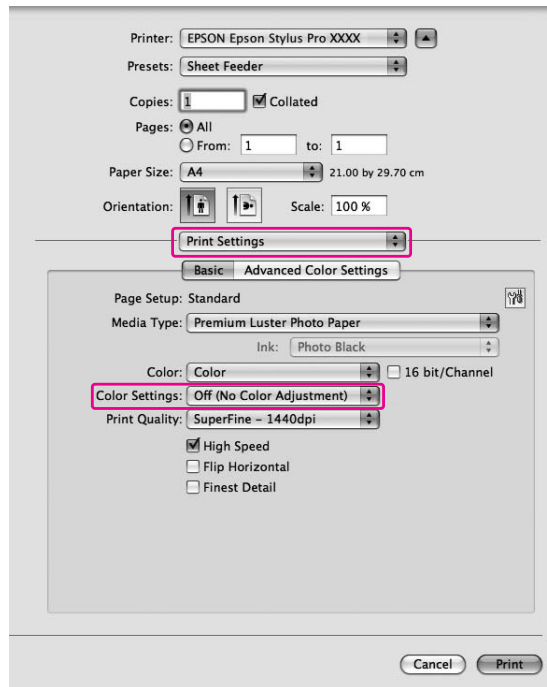 Printer: EPSON Epson Stylus Pro XXXX
Presets: Sheet Feeder
Copies: 1 Collated
Pages: All
From: 1 to: 1
Paper Size: A4 21.00 by 29.70 cm
Orientation: Scale: 100 %
Print Settings
Basic Advanced Color Settings
Page Setup: Standard
Media Type: Premium Luster Photo Paper
Ink: Photo Black
Color: Color 16 bit/Channel
Color Settings: Off (No Color Adjustment)
Print Quality: SuperFine – 1440dpi
High Speed
Flip Horizontal
Finest Detail
Cancel Print